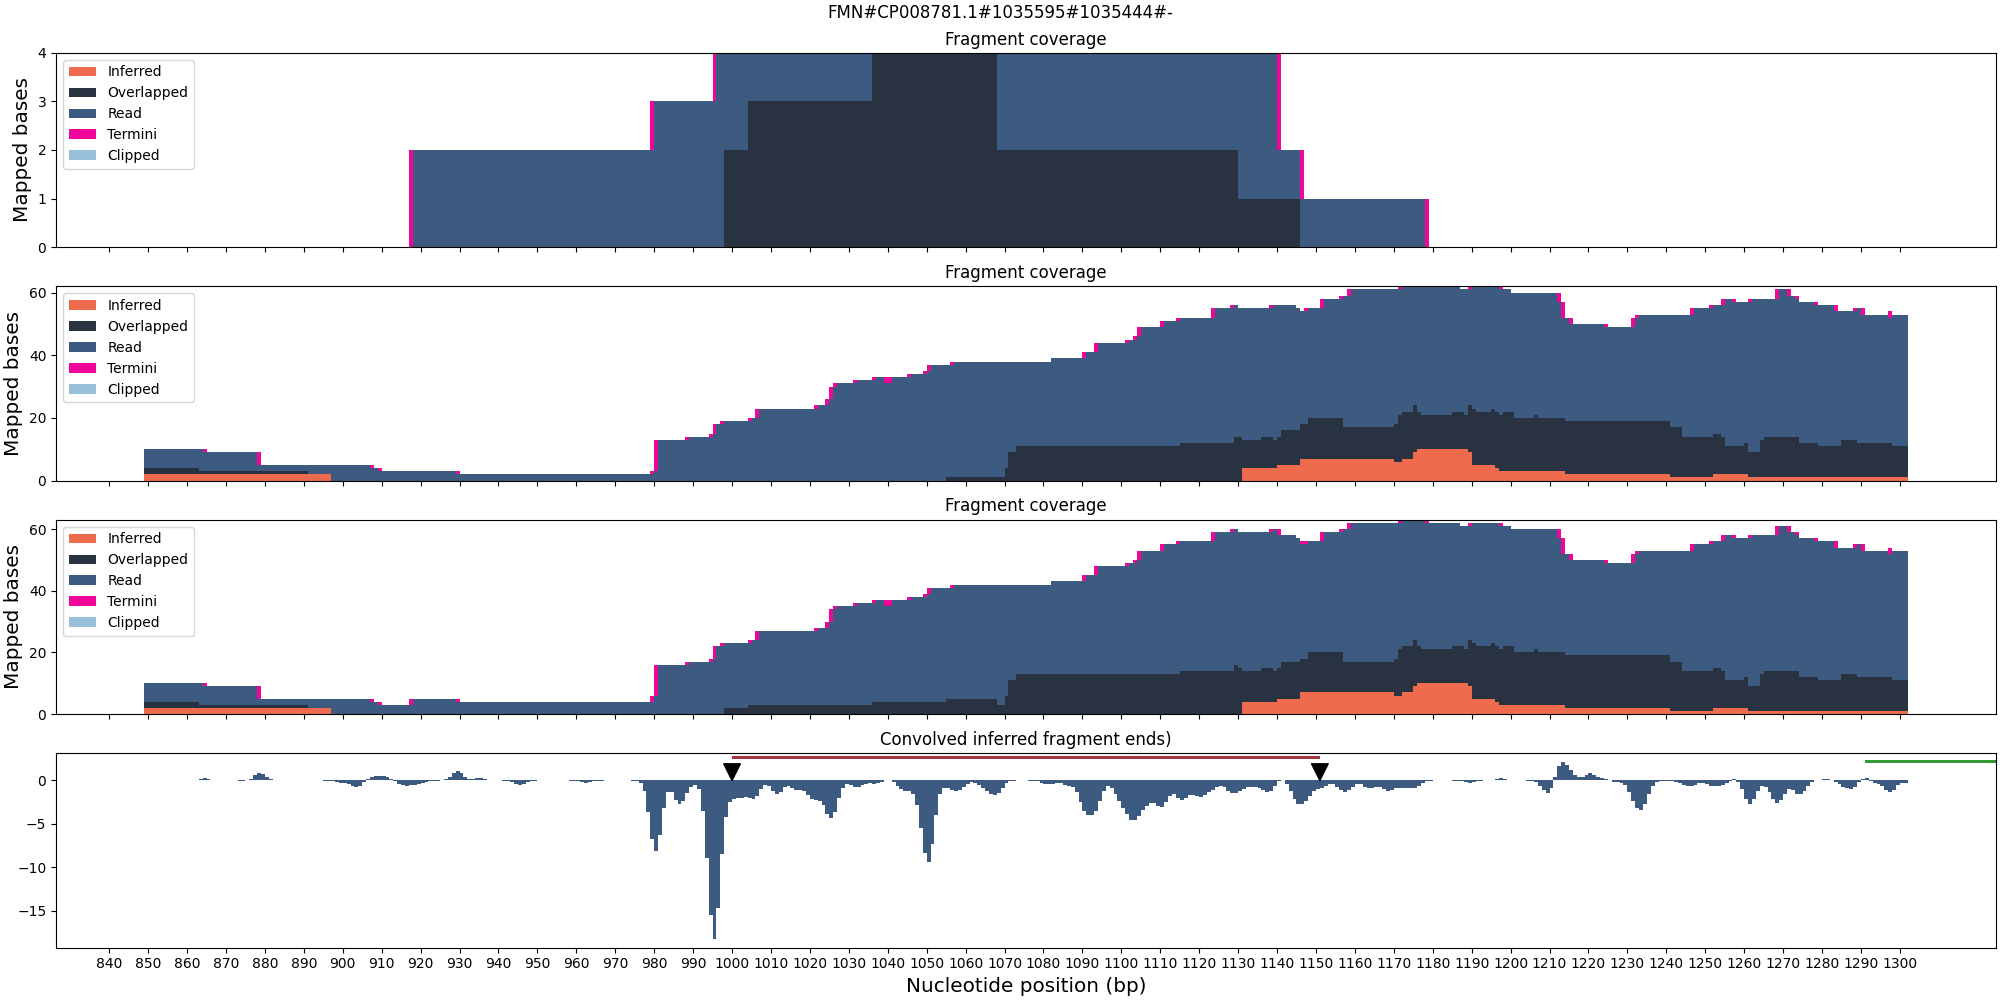 FMN#CP008781.1#1035595#1035444#-
Fragment coverage
Mapped bases
4
3
2
1
0
Inferred
Overlapped
Read
Termini
Clipped
Fragment coverage
Mapped bases
60
40
20
0
Inferred
Overlapped
Read
Termini
Clipped
Fragment coverage
Mapped bases
60
40
20
0
Inferred
Overlapped
Read
Termini
Clipped
Convolved inferred fragment ends)
0
−5
−10
−15
840 850 860 870 880 890 900 910 920 930 940 950 960 970 980 990 1000 1010 1020 1030 1040 1050 1060 1070 1080 1090 1100 1110 1120 1130 1140 1150 1160 1170 1180 1190 1200 1210 1220 1230 1240 1250 1260 1270 1280 1290 1300
Nucleotide position (bp)